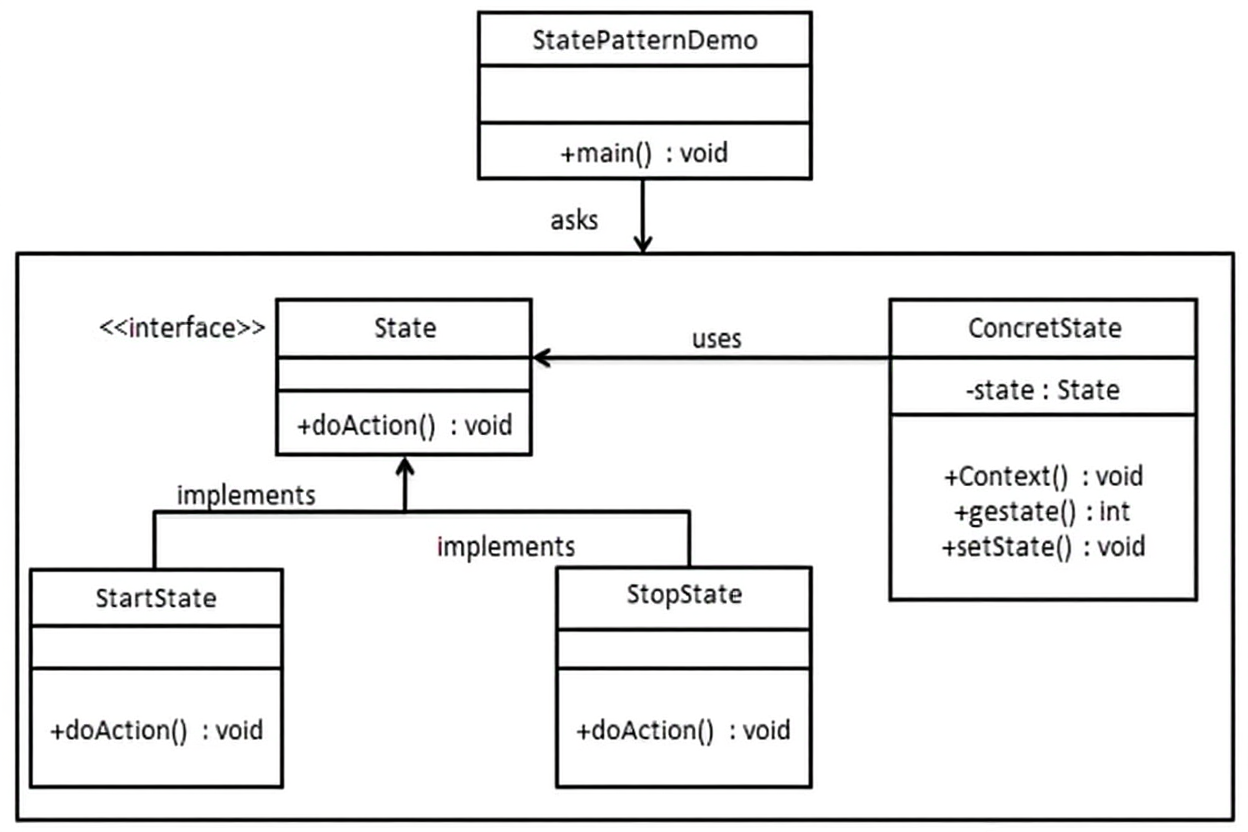 StatePatternDemo
+main() : void
asks
<<interface>>
State
+doAction() : void
uses
ConcretState
-state : State
+Context() : void
+gestate() : int
+setState() : void
implements
implements
StartState
+doAction() : void
StopState
+doAction() : void